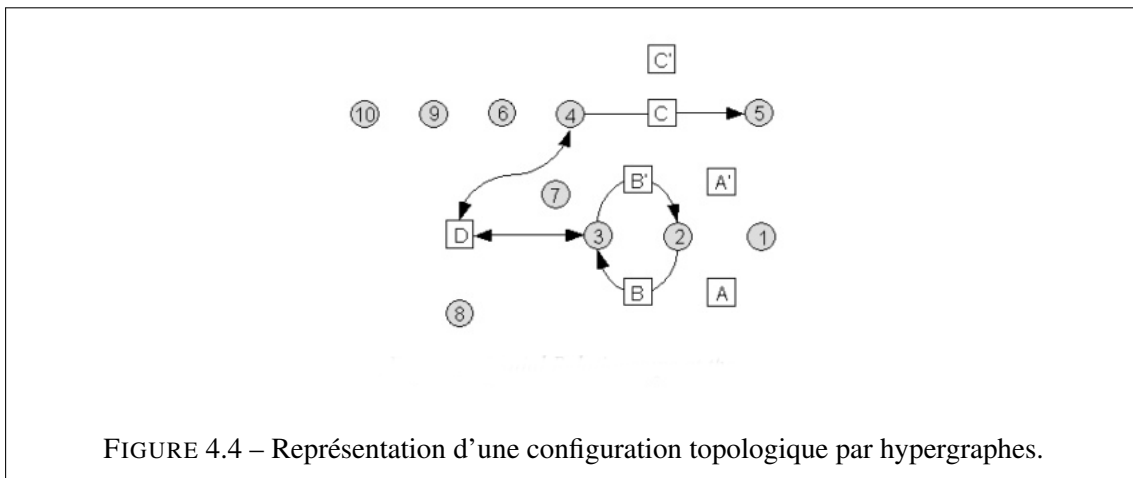 C'
10 9 6 4 C 5
7 B' A'
D 3 2 1
B A
8
FIGURE 4.4 – Représentation d'une configuration topologique par hypergraphes.